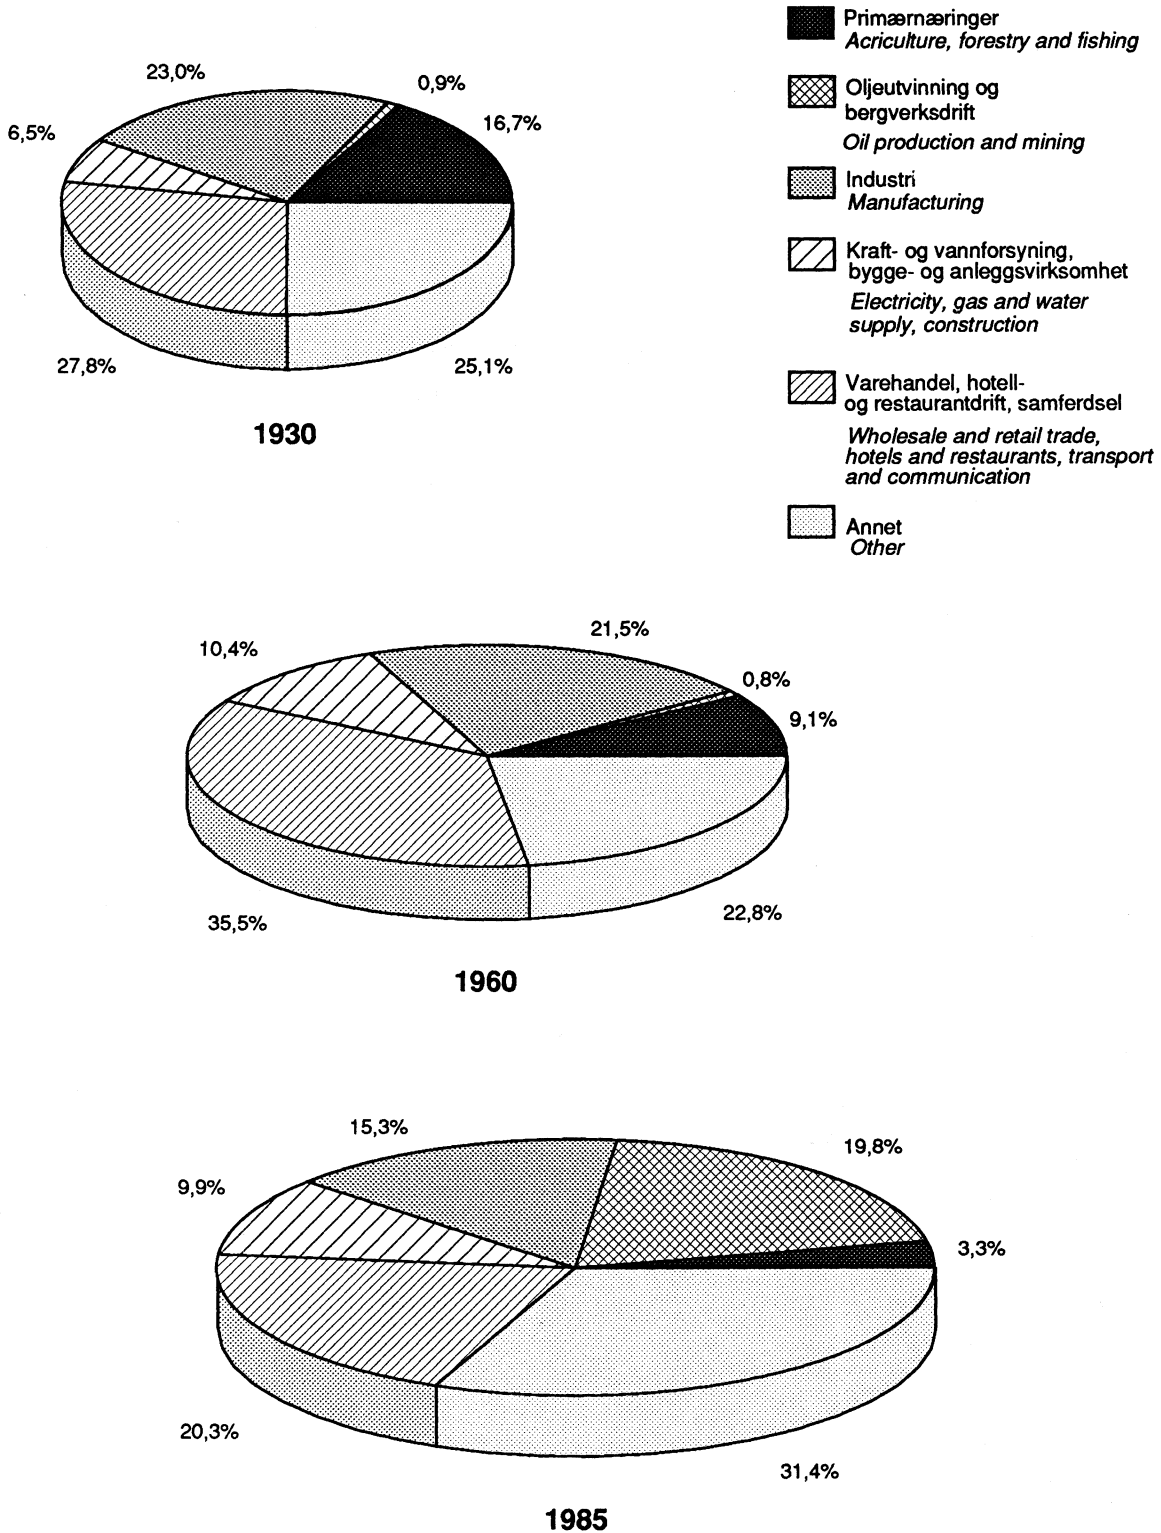 Primærnæringer
Acriculture, forestry and fishing
Oljeutvinning og
bergverksdrift
Oil production and mining
Industri
Manufacturing
Kraft- og vannforsyning,
bygge- og anleggsvirksomhet
Electricity, gas and water
supply, construction
Varehandel, hotell-
og restaurantdrift, samferdsel
Wholesale and retail trade,
hotels and restaurants, transport
and communication
Annet
Other
23,0%
0,9%
16,7%
6,5%
27,8%
25,1%
1930
21,5%
10,4%
0,8%
9,1%
35,5%
22,8%
1960
15,3%
19,8%
9,9%
3,3%
20,3%
31,4%
1985